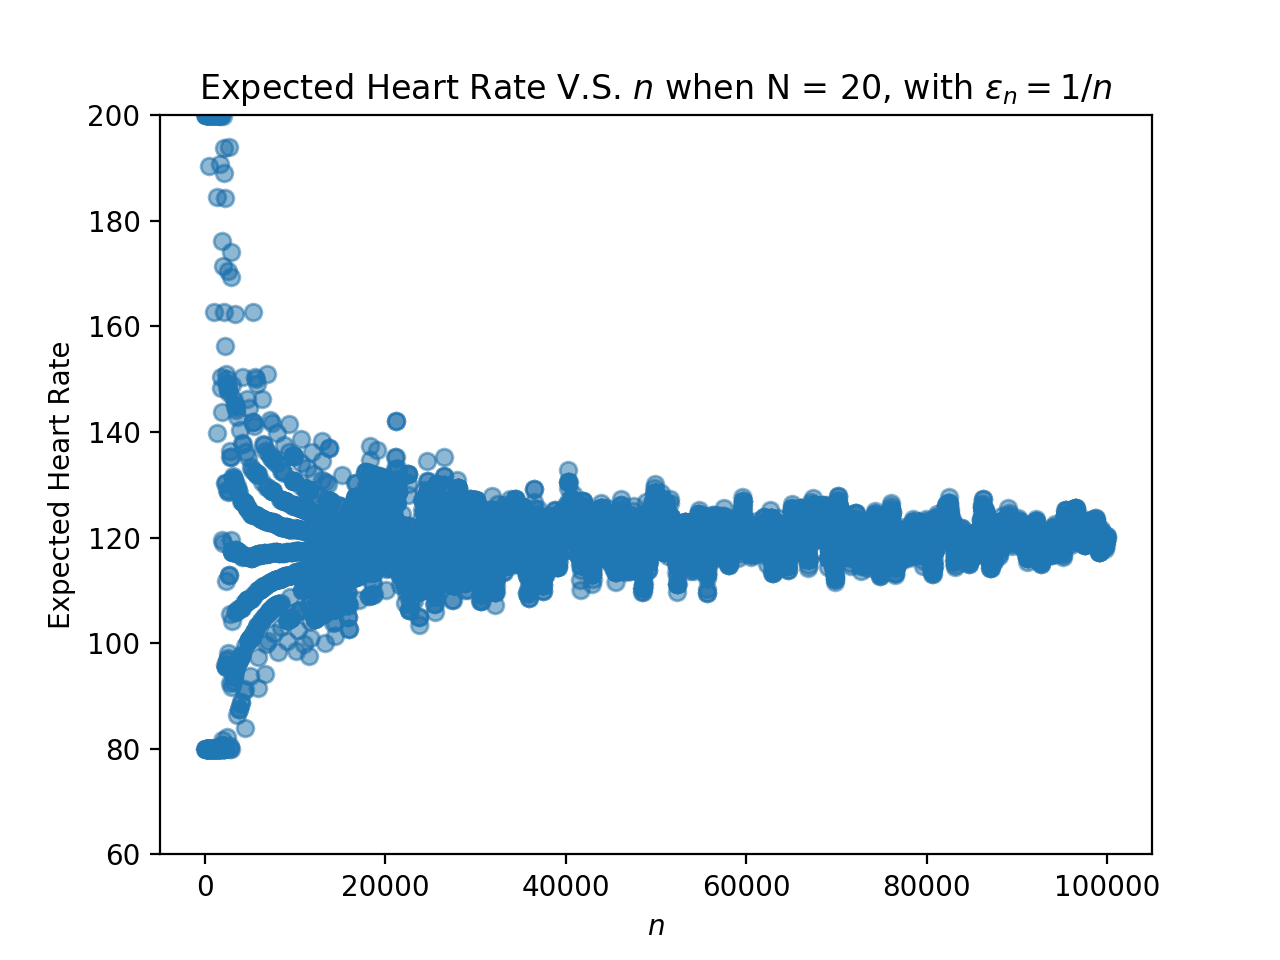 Expected Heart Rate V.S. n when N = 20, with εₙ = 1/n
200
180
160
140
120
100
80
60
Expected Heart Rate
0 20000 40000 60000 80000 100000
n